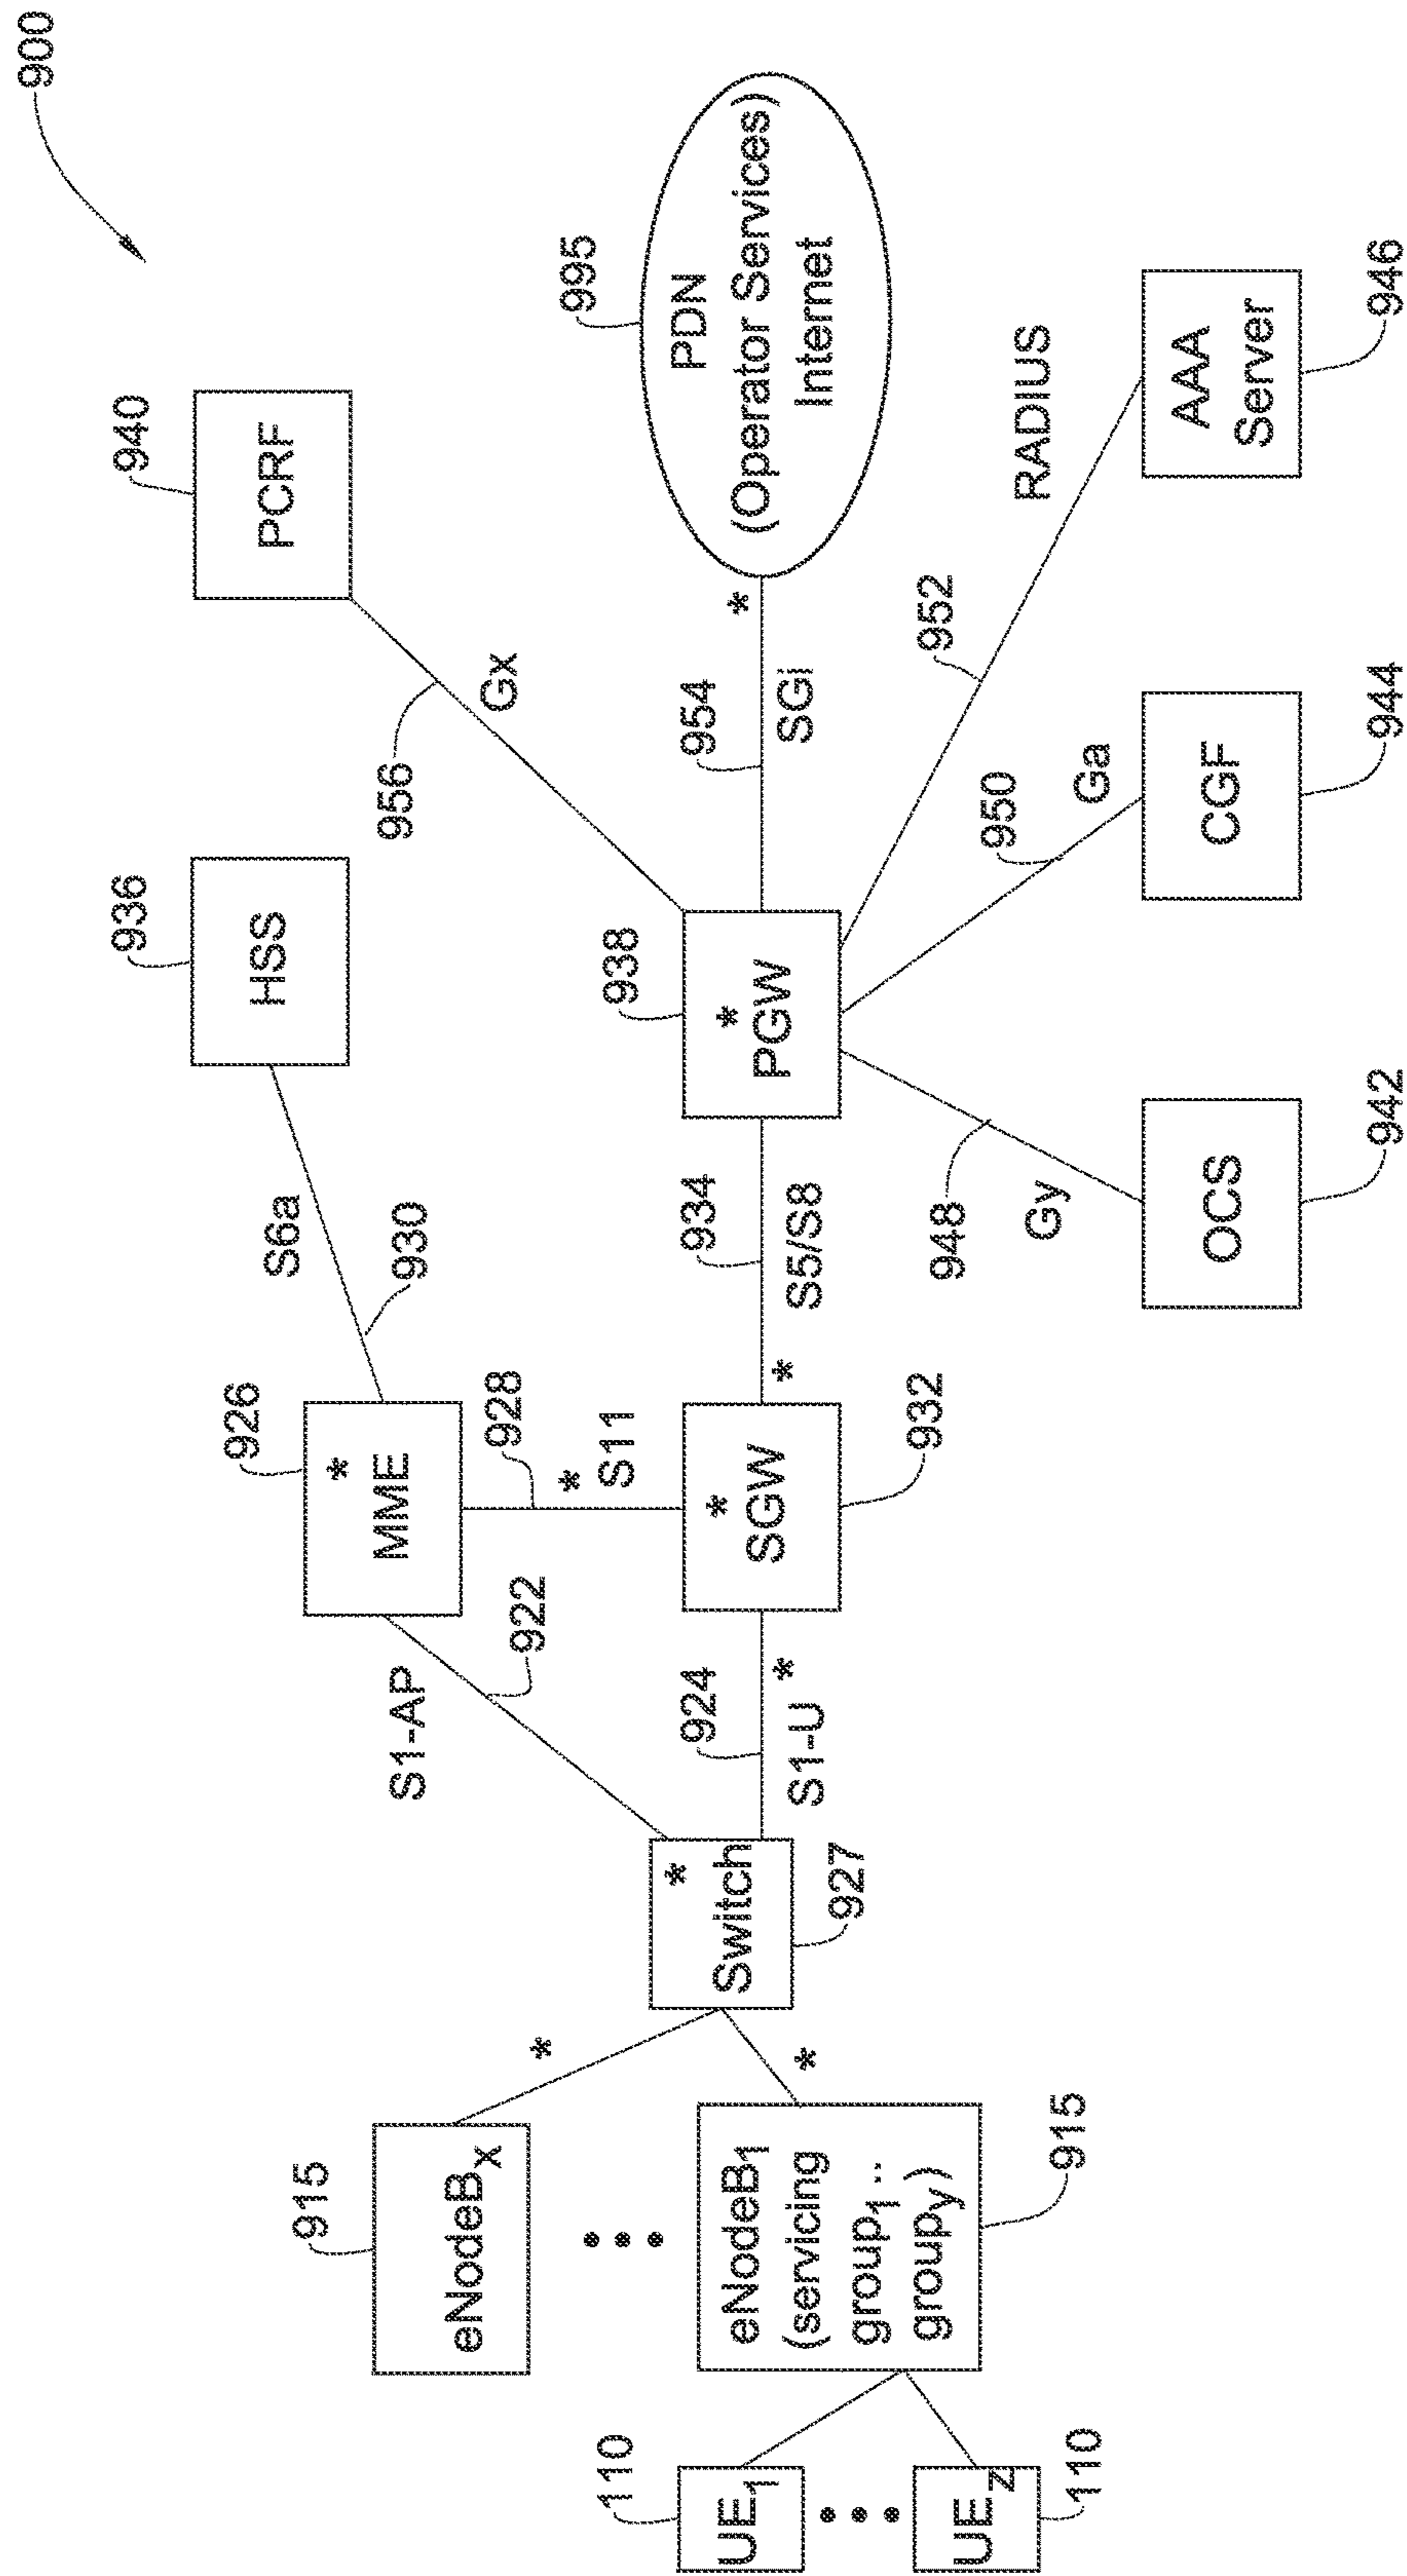 900
940
PCRF
995
PDN
(Operator Services)
Internet
956
Gx
936
HSS
S6a
930
926
*
MME
928
*
S11
S1-AP
922
938
*
PGW
954
SGi
*
934
S5/S8
*
*
SGW
932
924
S1-U
*
*
Switch
927
RADIUS
952
AAA
Server
946
950
Ga
CGF
944
948
Gy
OCS
942
915
eNodeBx
*
*
eNodeB1
(servicing
group1 ..
groupy)
915
110
UE1
UEz
110